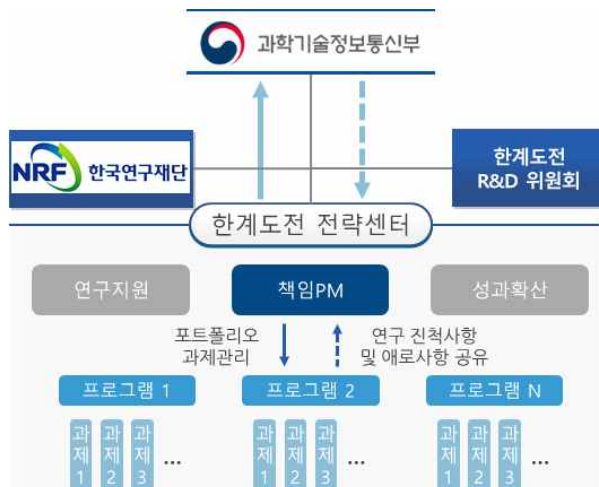 과학기술정보통신부
NRF 한국연구재단
한계도전
R&D 위원회
한계도전 전략센터
연구지원
책임PM
성과확산
포트폴리오
과제관리
연구 진척사항
및 애로사항 공유
프로그램 1
프로그램 2
프로그램 N
과제1
과제2
과제3
...
과제1
과제2
과제3
...
과제1
과제2
과제3
...